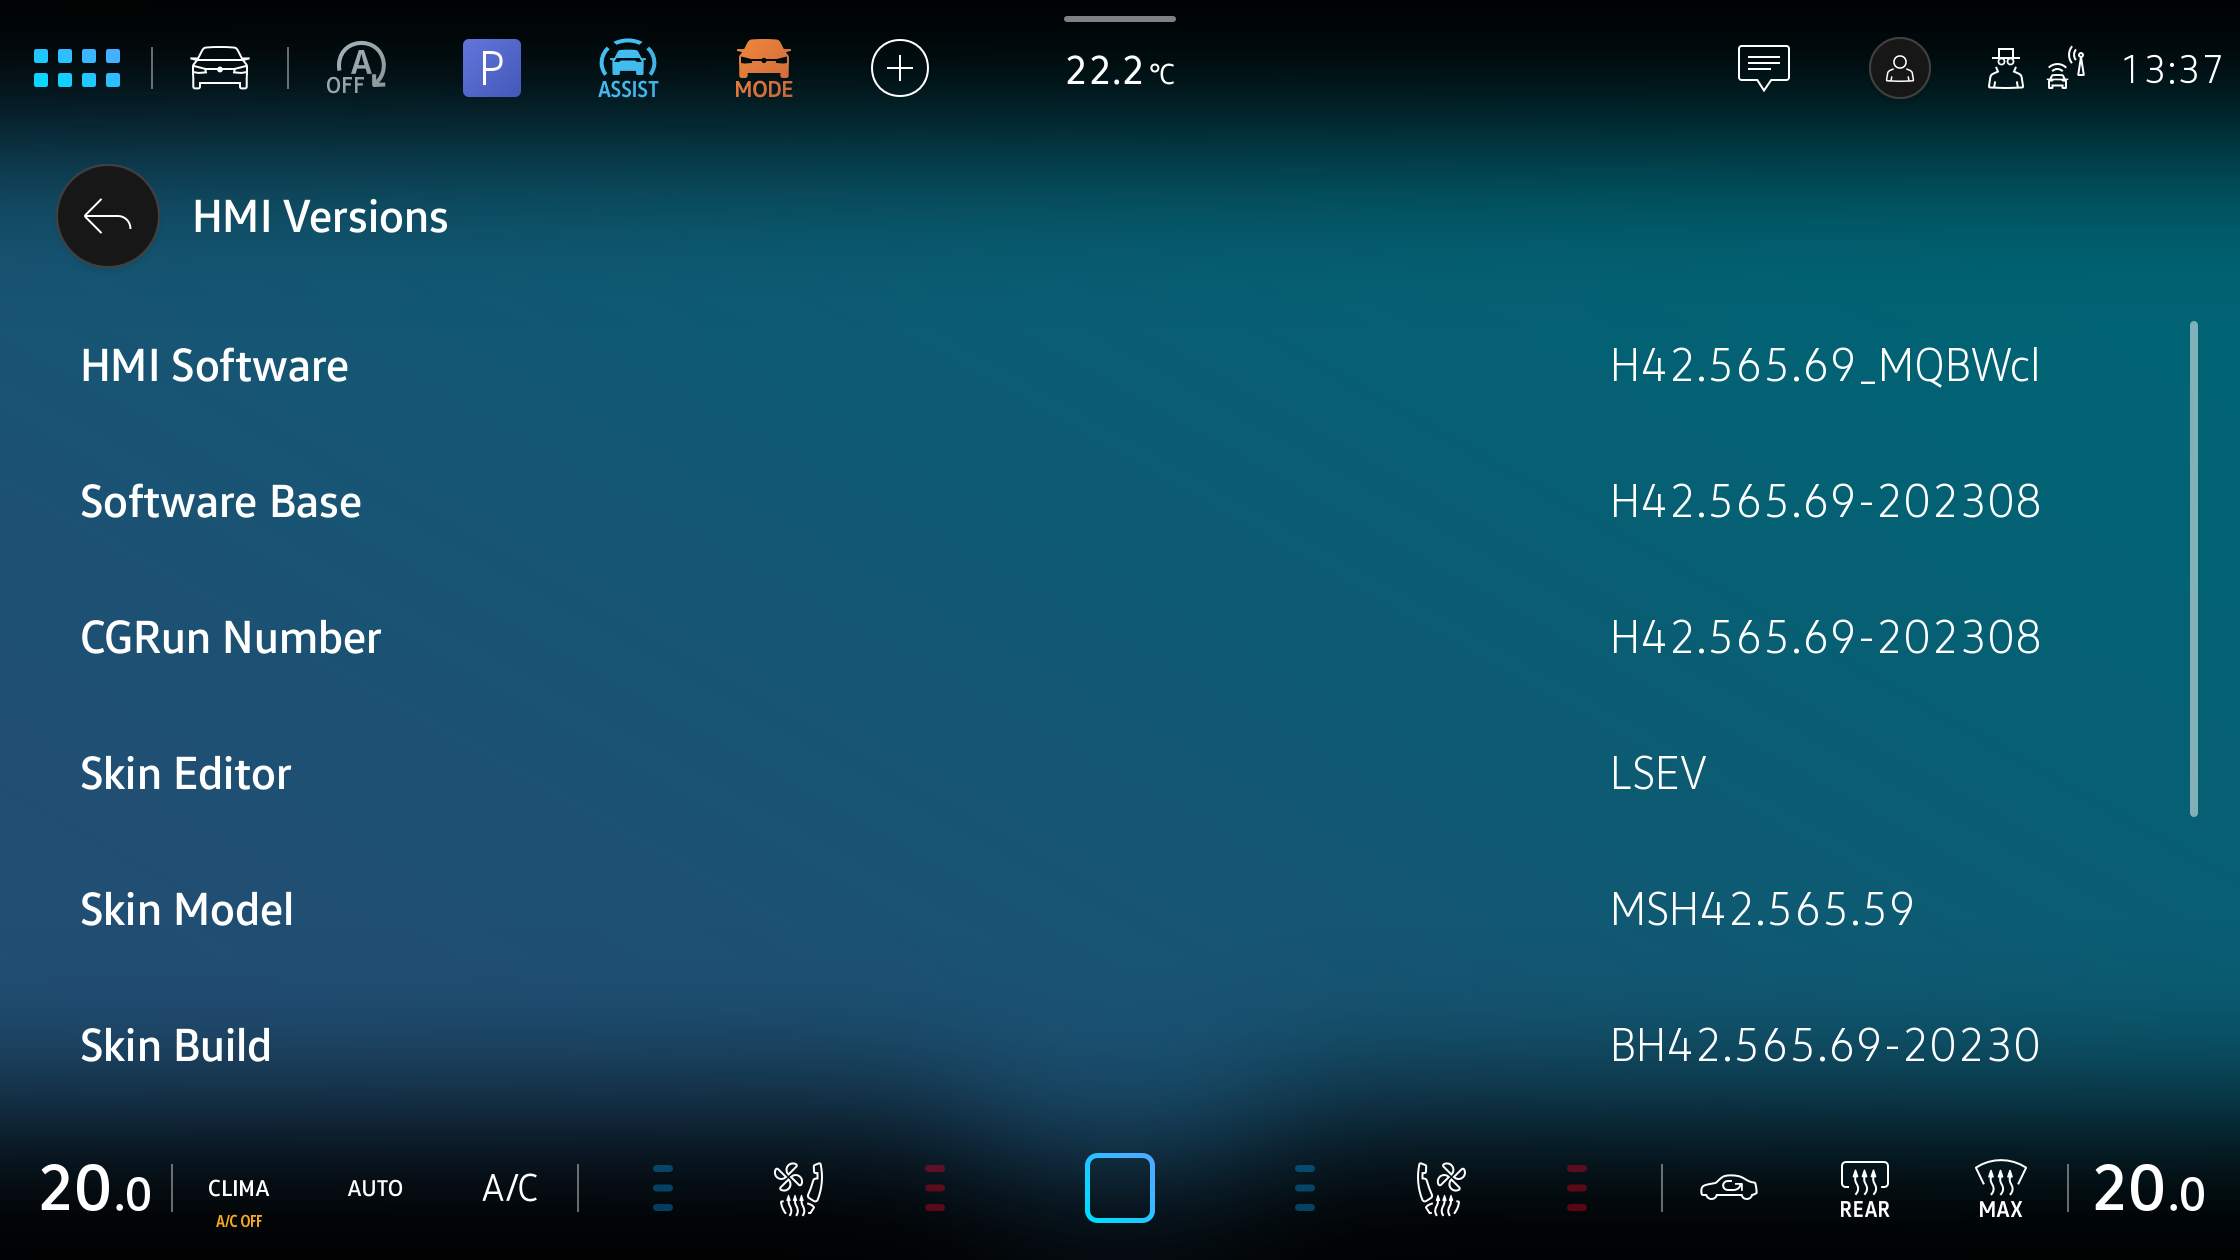 A OFF
P
ASSIST
MODE
22.2 °C
13:37
HMI Versions
HMI Software H42.565.69_MQBWcl
Software Base H42.565.69-202308
CGRun Number H42.565.69-202308
Skin Editor LSEV
Skin Model MSH42.565.59
Skin Build BH42.565.69-20230
20.0
CLIMA
A/C OFF
AUTO
A/C
REAR
MAX
20.0